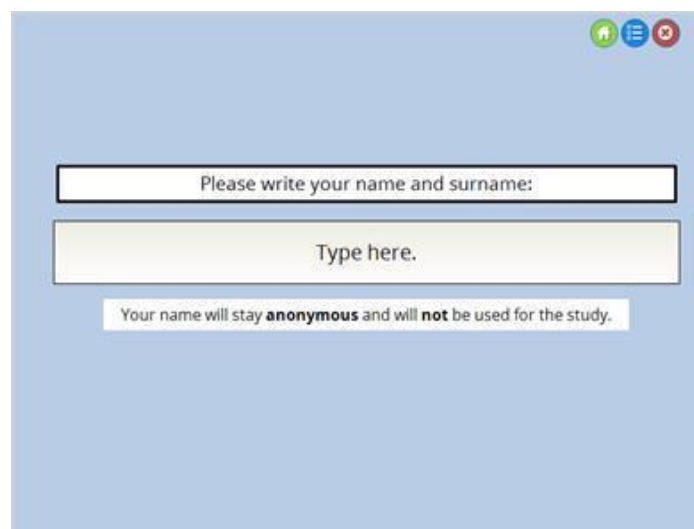 Please write your name and surname:
Type here.
Your name will stay anonymous and will not be used for the study.